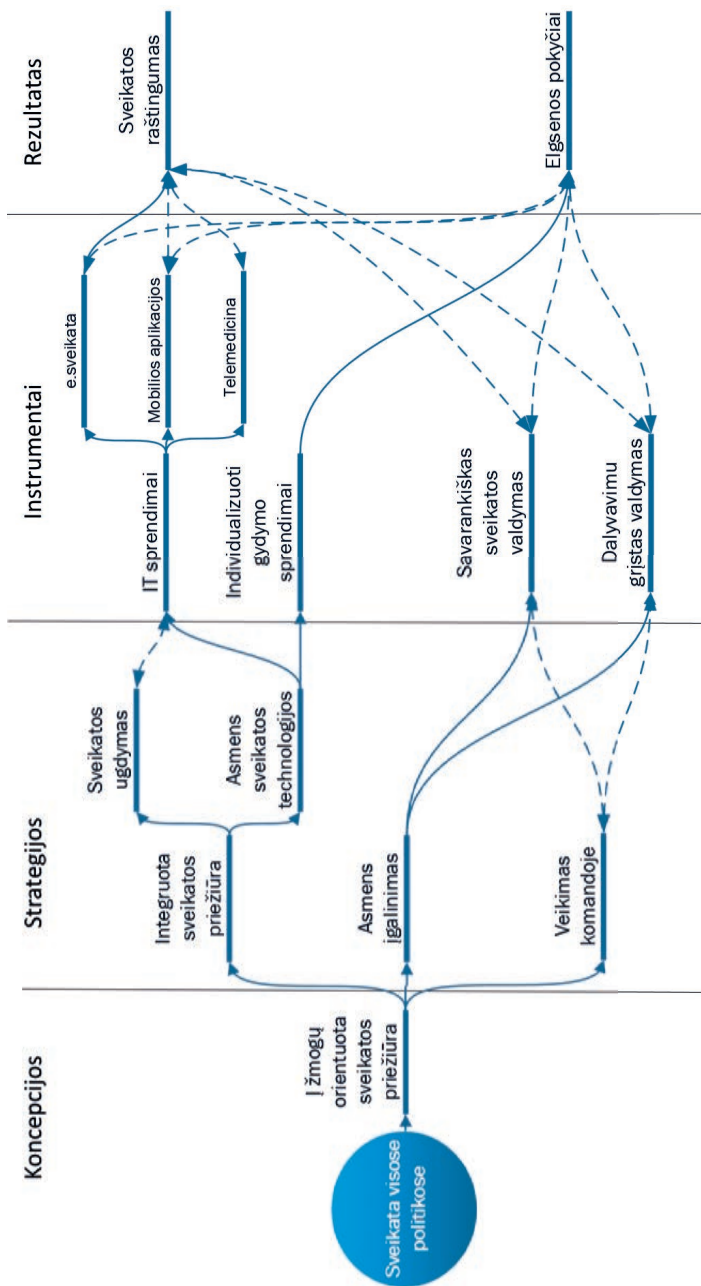 Koncepcijos
Strategijos
Instrumentai
Rezultatas
Sveikata visose
politikose
Į žmogų
orientuota
sveikatos
priežiūra
Integruota
sveikatos
priežiūra
Asmens
įgalinimas
Veikimas
komandoje
Sveikatos
ugdymas
Asmens
sveikatos
technologijos
IT sprendimai
Individualizuoti
gydymo
sprendimai
Savarankiškas
sveikatos
valdymas
Dalyvavimu
grįstas valdymas
e.sveikata
Mobilios aplikacijos
Telemedicina
Sveikatos
raštingumas
Elgsenos pokyčiai